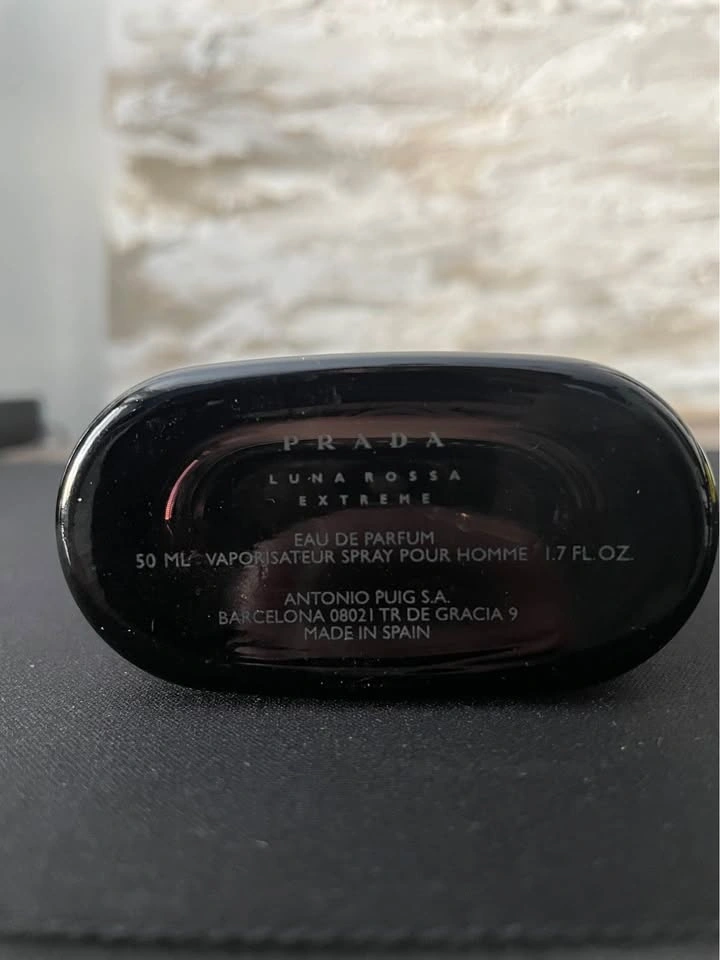 PRADA
LUNA ROSSA
EXTREME
EAU DE PARFUM
50 ML VAPORISATEUR SPRAY POUR HOMME 1.7 FL. OZ.
ANTONIO PUIG S.A.
BARCELONA 08021 TR DE GRACIA 9
MADE IN SPAIN